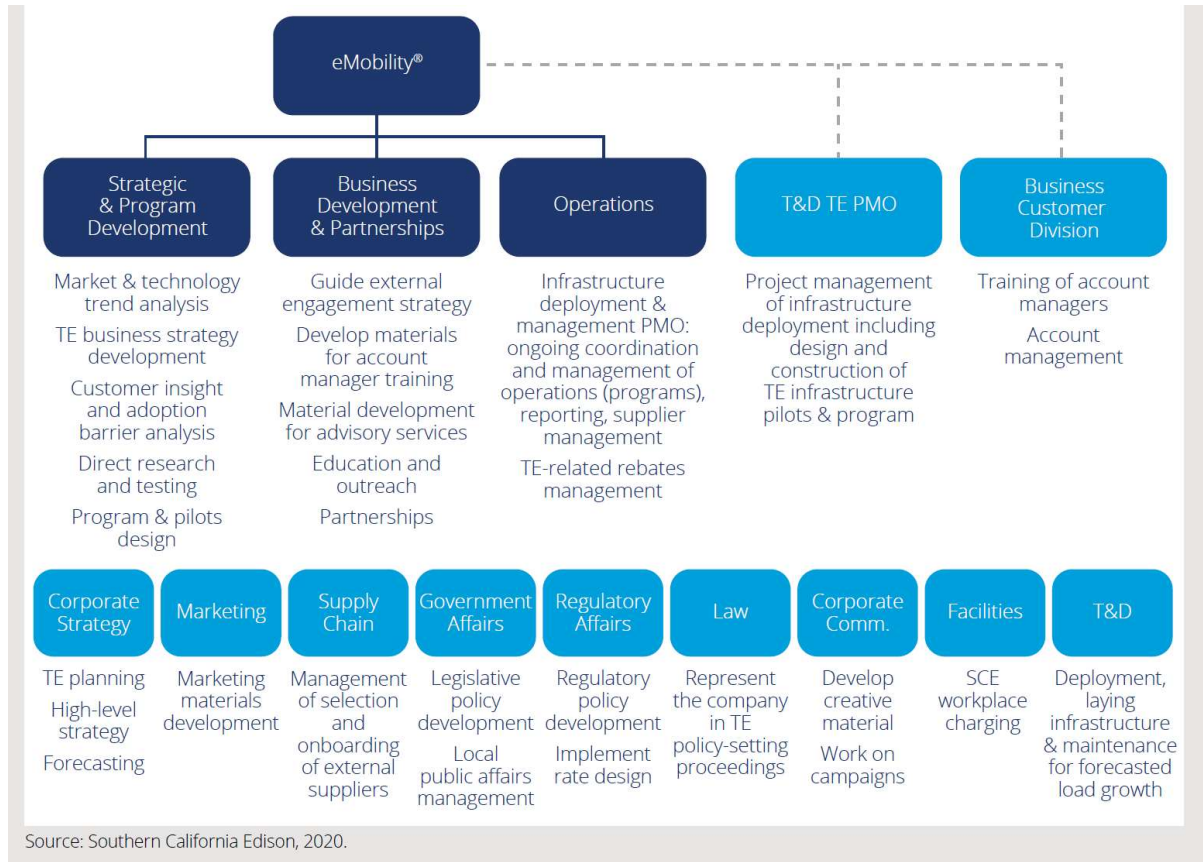 eMobility®
Strategic
& Program
Development
Market & technology
trend analysis
TE business strategy
development
Customer insight
and adoption
barrier analysis
Direct research
and testing
Program & pilots
design
Business
Development
& Partnerships
Guide external
engagement strategy
Develop materials
for account
manager training
Material development
for advisory services
Education and
outreach
Partnerships
Operations
Infrastructure
deployment &
management PMO:
ongoing coordination
and management of
operations (programs),
reporting, supplier
management
TE-related rebates
management
T&D TE PMO
Project management
of infrastructure
deployment including
design and
construction of
TE infrastructure
pilots & program
Business
Customer
Division
Training of account
managers
Account
management
Corporate
Strategy
TE planning
High-level
strategy
Forecasting
Marketing
Marketing
materials
development
Supply
Chain
Management
of selection
and
onboarding
of external
suppliers
Government
Affairs
Legislative
policy
development
Local
public affairs
management
Regulatory
Affairs
Regulatory
policy
development
Implement
rate design
Law
Represent
the company
in TE
policy-setting
proceedings
Corporate
Comm.
Develop
creative
material
Work on
campaigns
Facilities
SCE
workplace
charging
T&D
Deployment,
laying
infrastructure
& maintenance
for forecasted
load growth
Source: Southern California Edison, 2020.